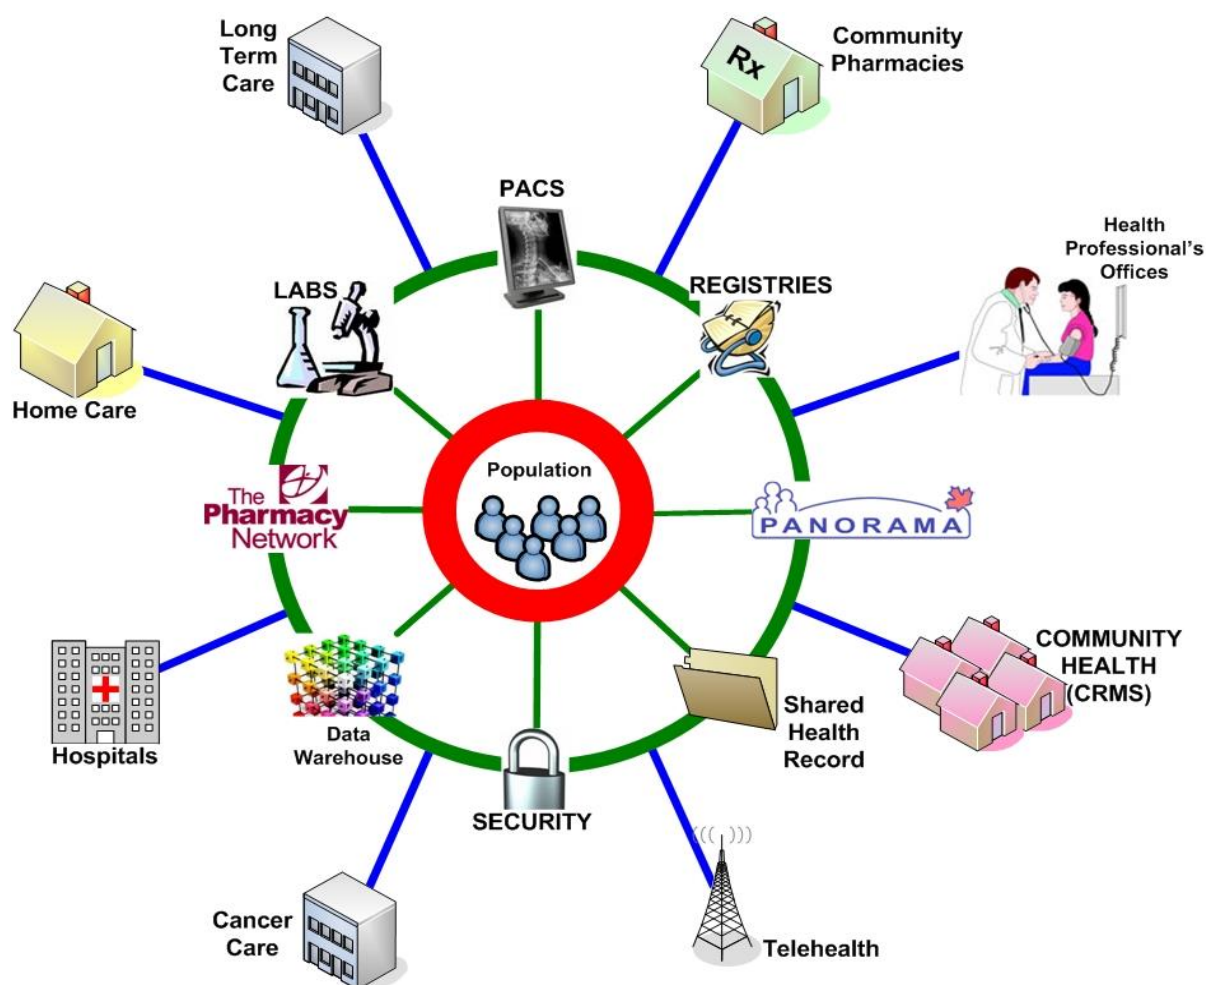 Long
Term
Care
Rx
Community
Pharmacies
PACS
Health
Professional's
Offices
LABS
REGISTRIES
Home Care
Population
The
Pharmacy
Network
PANORAMA
Hospitals
Data
Warehouse
Shared
Health
Record
COMMUNITY
HEALTH
(CRMS)
SECURITY
Cancer
Care
((( )))
Telehealth